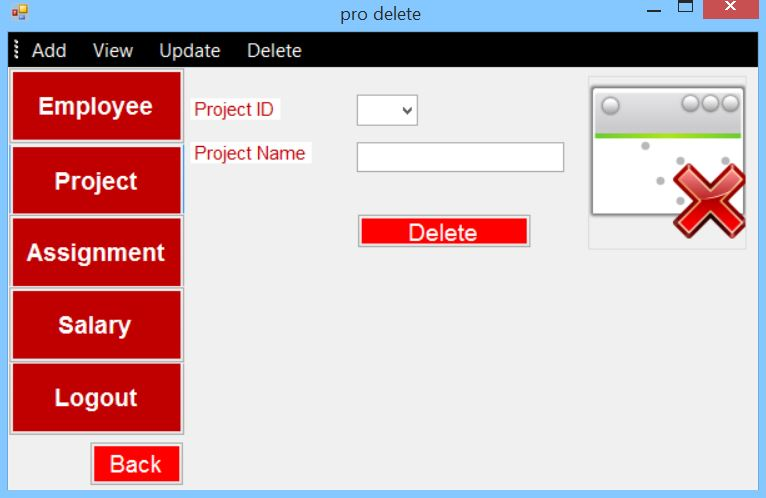 pro delete
Add View Update Delete
Employee
Project
Assignment
Salary
Logout
Back
Project ID
Project Name
Delete